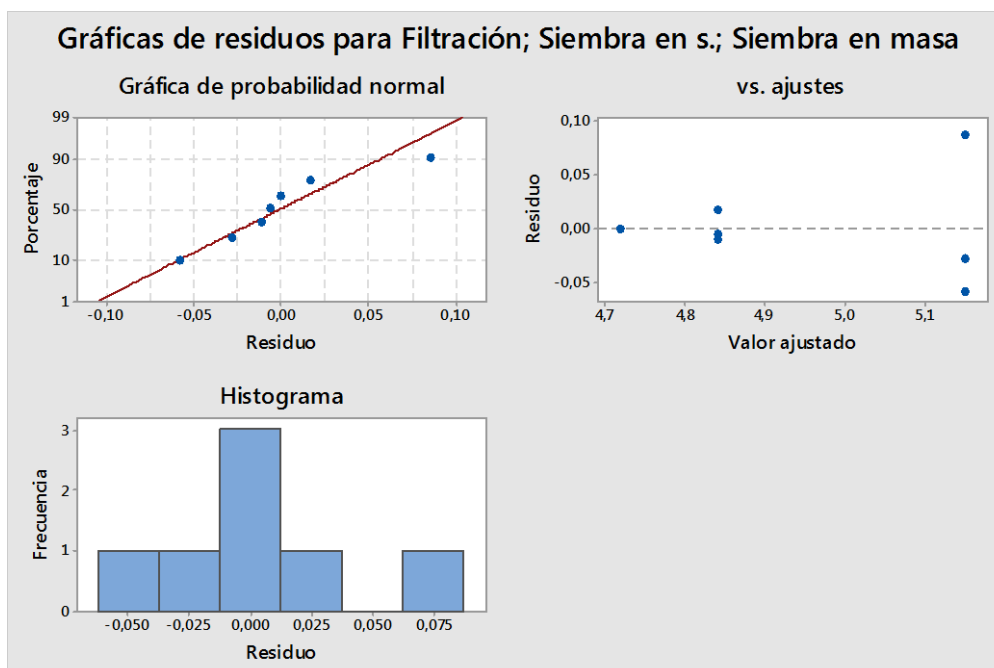 Gráficas de residuos para Filtración; Siembra en s.; Siembra en masa
Gráfica de probabilidad normal
99
90
50
10
1
Porcentaje
-0,10
-0,05
0,00
0,05
0,10
Residuo
vs. ajustes
0,10
0,05
0,00
-0,05
Residuo
4,7
4,8
4,9
5,0
5,1
Valor ajustado
Histograma
3
2
1
0
Frecuencia
-0,050
-0,025
0,000
0,025
0,050
0,075
Residuo